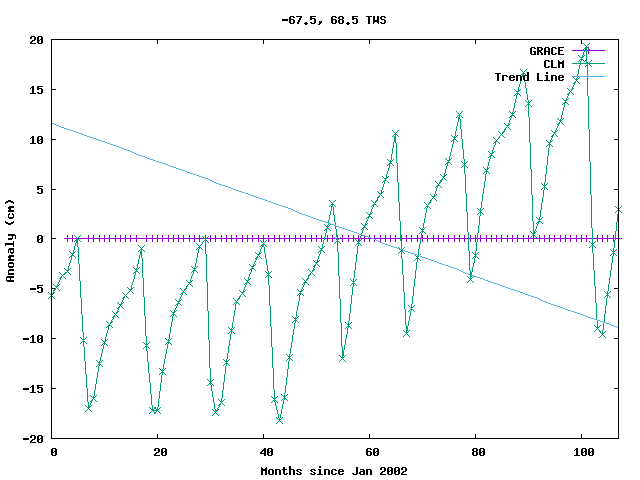 -67.5, 68.5 TWS
GRACE
CLM
Trend Line
20
15
10
5
0
-5
-10
-15
-20
Anomaly (cm)
0 20 40 60 80 100
Months since Jan 2002